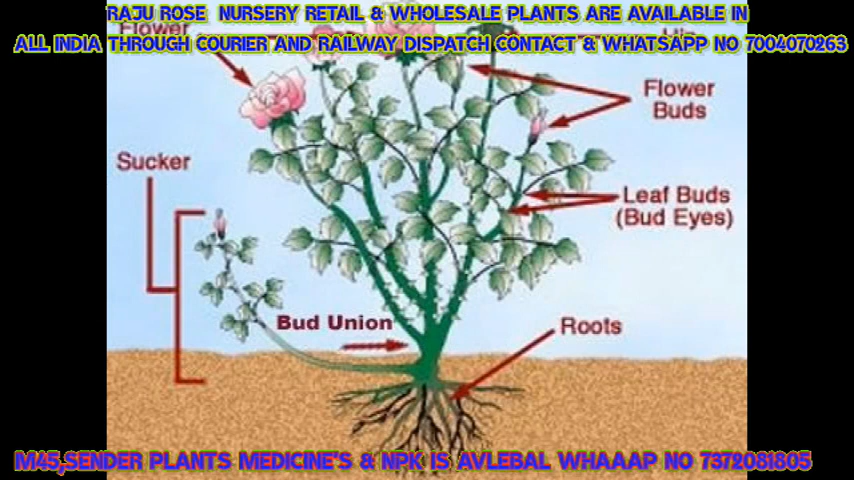 RAJU ROSE NURSERY RETAIL & WHOLESALE PLANTS ARE AVAILABLE IN
Flower
ALL INDIA THROUGH COURIER AND RAILWAY DISPATCH CONTACT & WHATSAPP NO 7004070263
Flower
Buds
Sucker
Leaf Buds
(Bud Eyes)
Bud Union
Roots
M45,SENDER PLANTS MEDICINE'S & NPK IS AVLEBAL WHAAAP NO 7372081805